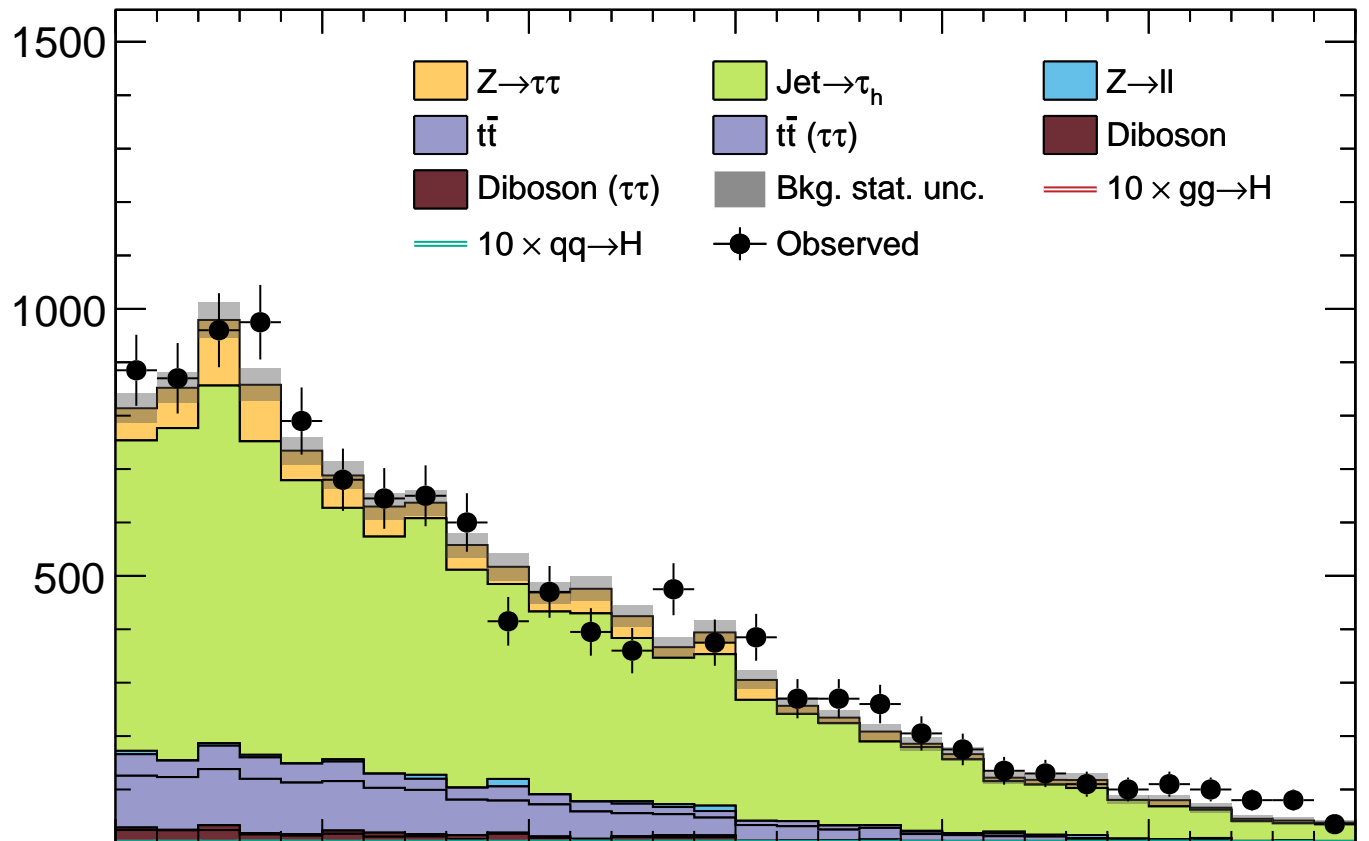 1500
Z→ττ Jet→τh Z→ll
tt̄ tt̄ (ττ) Diboson
Diboson (ττ) Bkg. stat. unc. 10 × gg→H
10 × qq→H Observed
1000
500